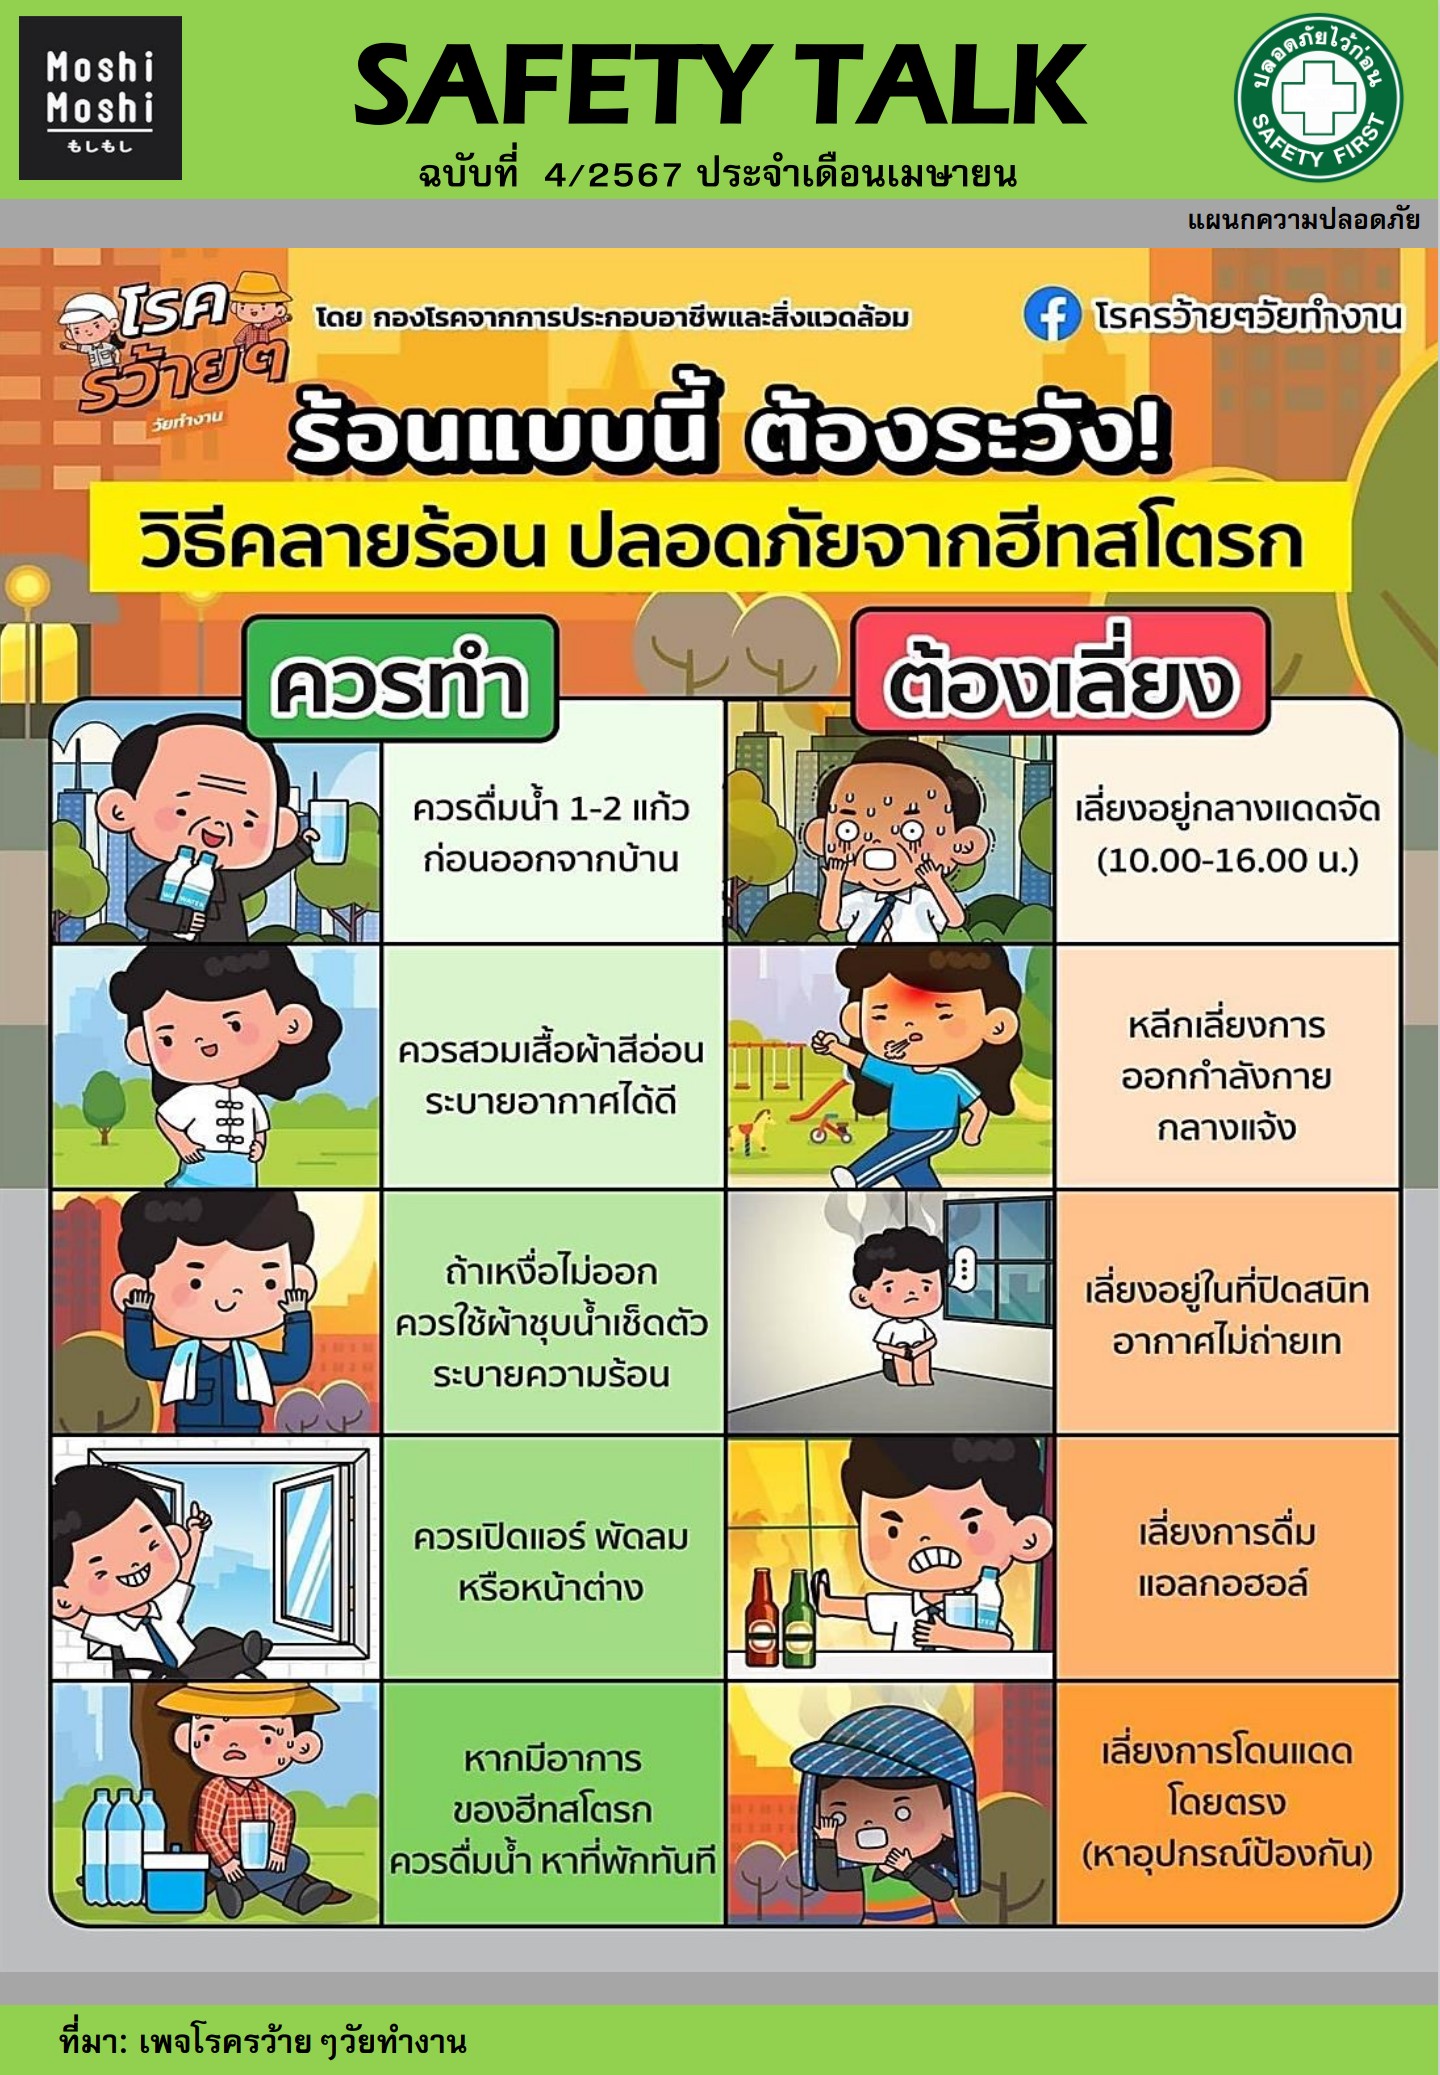 Moshi
Moshi
もしもし
SAFETY TALK
ฉบับที่ 4/2567 ประจำเดือนเมษายน
ปลอดภัยไว้ก่อน
SAFETY FIRST
แผนกความปลอดภัย
โรค
รว้ายๆ
วัยทำงาน
โดย กองโรคจากการประกอบอาชีพและสิ่งแวดล้อม
โรครว้ายๆวัยทำงาน
ร้อนแบบนี้ ต้องระวัง!
วิธีคลายร้อน ปลอดภัยจากฮีทสโตรก
ควรทำ
ต้องเลี่ยง
ควรดื่มน้ำ 1-2 แก้ว
ก่อนออกจากบ้าน
WATER
เลี่ยงอยู่กลางแดดจัด
(10.00-16.00 น.)
ควรสวมเสื้อผ้าสีอ่อน
ระบายอากาศได้ดี
หลีกเลี่ยงการ
ออกกำลังกาย
กลางแจ้ง
ถ้าเหงื่อไม่ออก
ควรใช้ผ้าชุบน้ำเช็ดตัว
ระบายความร้อน
เลี่ยงอยู่ในที่ปิดสนิท
อากาศไม่ถ่ายเท
ควรเปิดแอร์ พัดลม
หรือหน้าต่าง
เลี่ยงการดื่ม
แอลกอฮอล์
หากมีอาการ
ของฮีทสโตรก
ควรดื่มน้ำ หาที่พักทันที
เลี่ยงการโดนแดด
โดยตรง
(หาอุปกรณ์ป้องกัน)
ที่มา: เพจโรครว้าย ๆวัยทำงาน